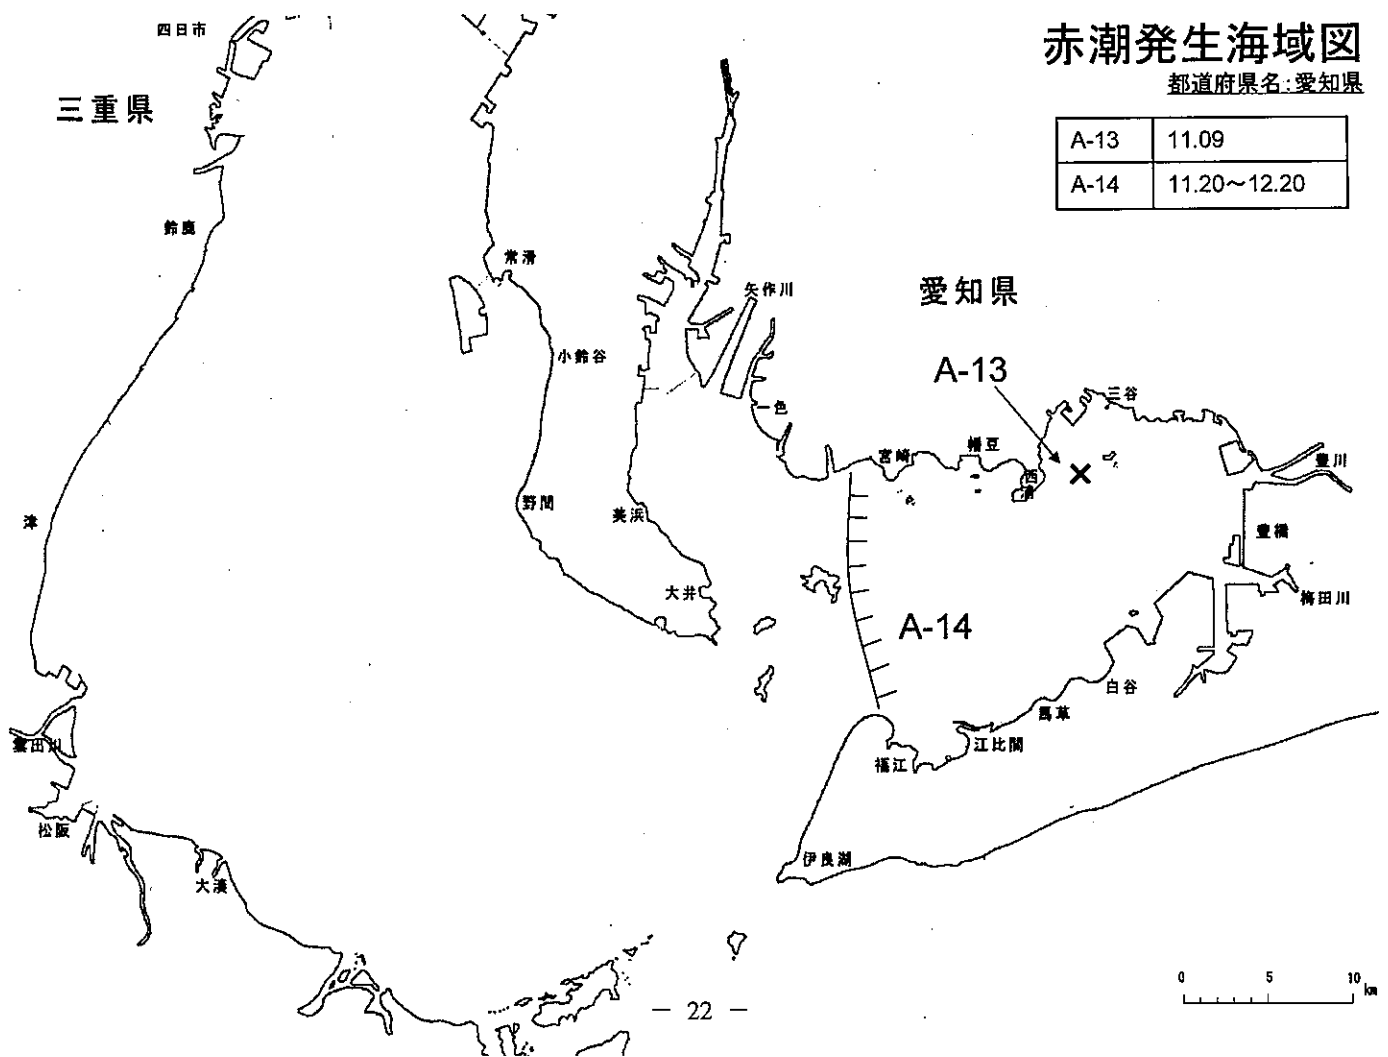 赤潮発生海域図
都道府県名:愛知県
A-13 11.09
A-14 11.20～12.20
四日市
三重県
鈴鹿
常滑
矢作川
愛知県
小鈴谷
A-13
三谷
一色
宮崎
幡豆
西浦
豊川
津
野間
美浜
豊橋
大井
梅田川
A-14
白谷
馬草
江比間
福江
雲出川
松阪
伊良湖
大湊
0 5 10
km
— 22 —